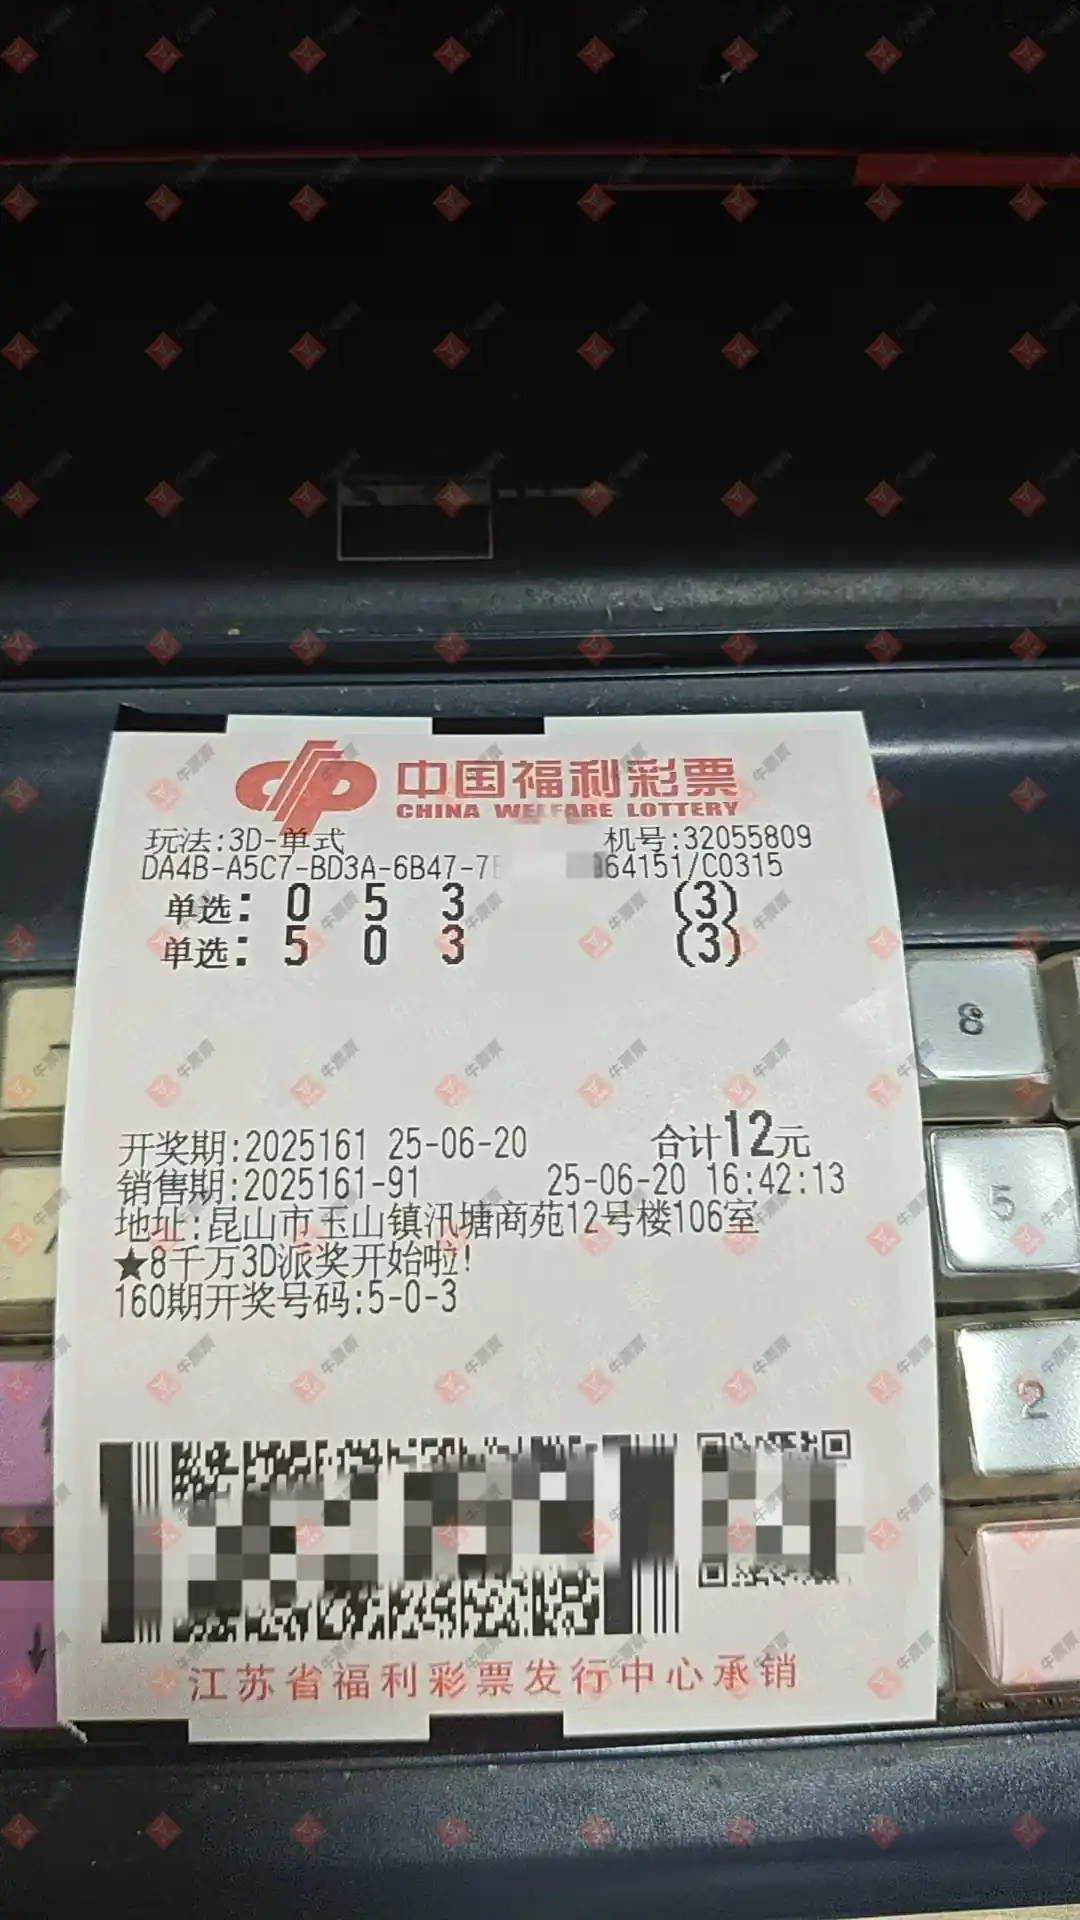 中国福利彩票
CHINA WELFARE LOTTERY
玩法:3D-单式 机号:32055809
DA4B-A5C7-BD3A-6B47-7 64151/C0315
单选: 0 5 3 (3)
单选: 5 0 3 (3)
开奖期:2025161 25-06-20 合计12元
销售期:2025161-91 25-06-20 16:42:13
地址:昆山市玉山镇汛塘商苑12号楼106室
★8千万3D派奖开始啦!
160期开奖号码:5-0-3
江苏省福利彩票发行中心承销
8
5
2
牛票票